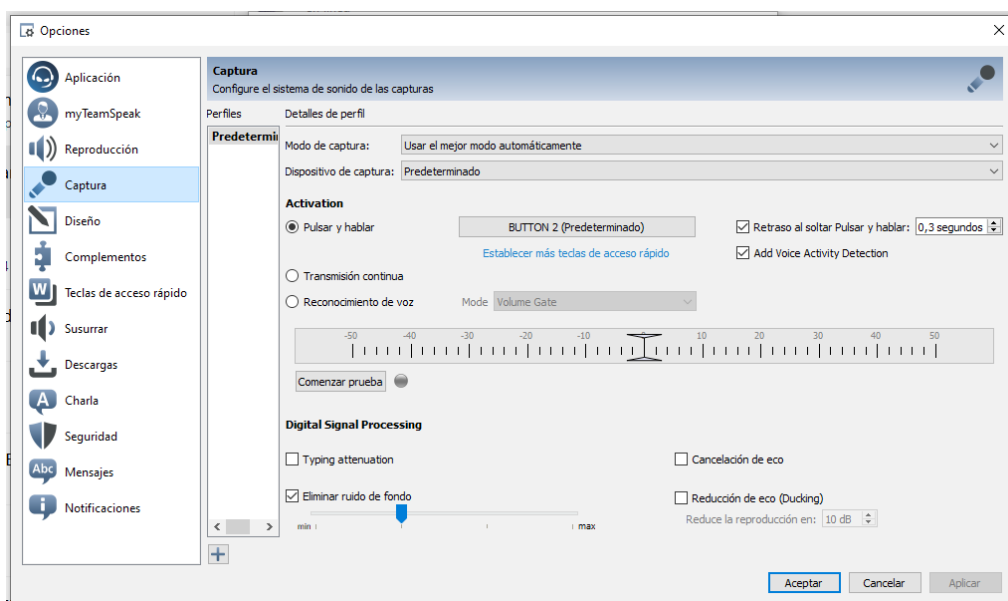 Opciones
Aplicación
myTeamSpeak
Reproducción
Captura
Diseño
Complementos
Teclas de acceso rápido
Susurrar
Descargas
Charla
Seguridad
Mensajes
Notificaciones
Captura
Configure el sistema de sonido de las capturas
Perfiles
Detalles de perfil
Predetermi
Modo de captura: Usar el mejor modo automáticamente
Dispositivo de captura: Predeterminado
Activation
Pulsar y hablar BUTTON 2 (Predeterminado) Retraso al soltar Pulsar y hablar: 0,3 segundos
Establecer más teclas de acceso rápido Add Voice Activity Detection
Transmisión continua
Reconocimiento de voz Mode Volume Gate
-50 -40 -30 -20 -10 0 10 20 30 40 50
Comenzar prueba
Digital Signal Processing
Typing attenuation Cancelación de eco
Eliminar ruido de fondo Reducción de eco (Ducking)
min max Reduce la reproducción en: 10 dB
Aceptar Cancelar Aplicar